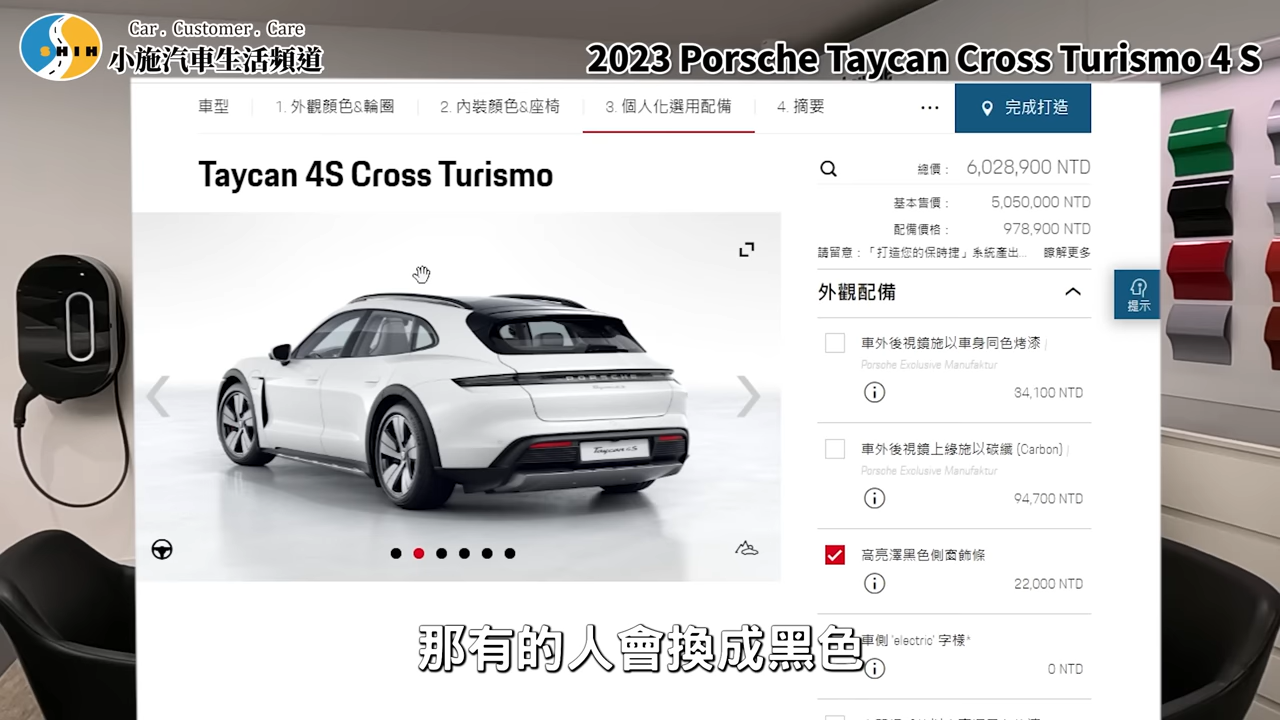 Car. Customer. Care
SHIH
小施汽車生活頻道
2023 Porsche Taycan Cross Turismo 4 S
車型
1. 外觀顏色&輪圈
2. 內裝顏色&座椅
3. 個人化選用配備
4. 摘要
...
完成打造
Taycan 4S Cross Turismo
總價：
6,028,900 NTD
基本售價：
5,050,000 NTD
配備價格：
978,900 NTD
請留意：「打造您的保時捷」系統產出...
瞭解更多
外觀配備
提示
車外後視鏡施以車身同色烤漆
Porsche Exclusive Manufaktur
34,100 NTD
車外後視鏡上緣施以碳纖 (Carbon)
Porsche Exclusive Manufaktur
94,700 NTD
高亮澤黑色側窗飾條
22,000 NTD
車側 'electric' 字樣*
0 NTD
PORSCHE
Taycan 4S
那有的人會換成黑色